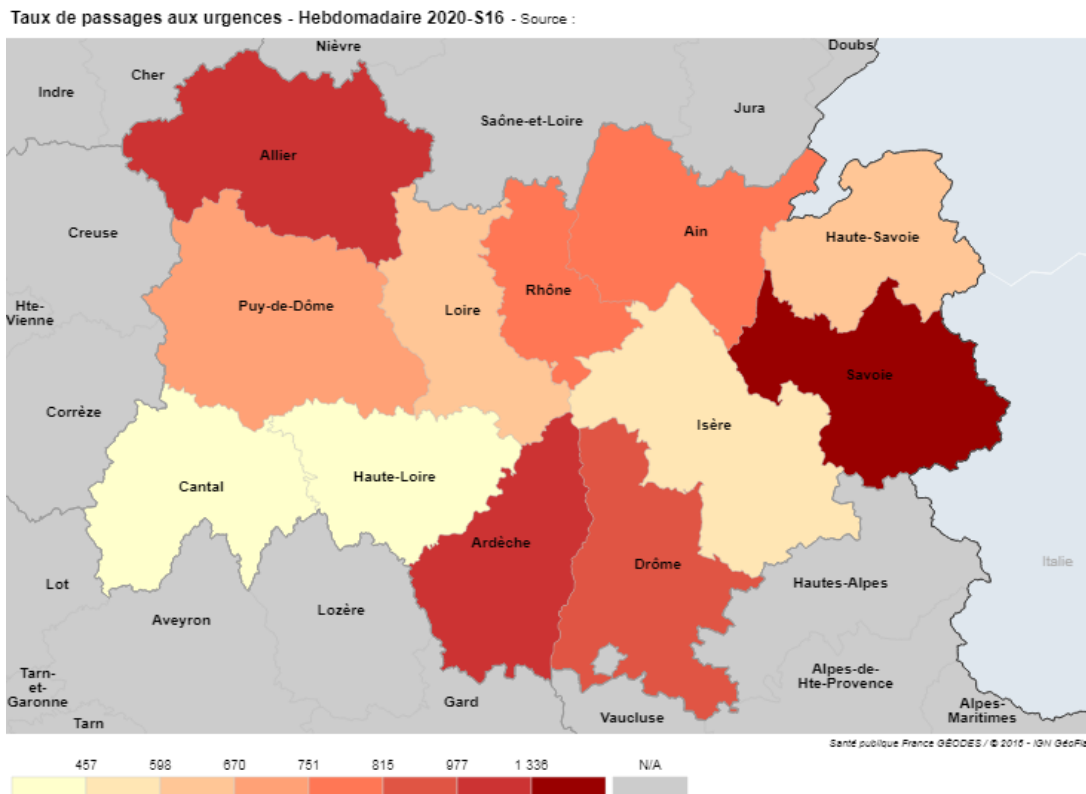 Taux de passages aux urgences - Hebdomadaire 2020-S16 - Source :
Nièvre
Doubs
Cher
Indre
Jura
Saône-et-Loire
Allier
Creuse
Ain
Haute-Savoie
Rhône
Hte-
Vienne
Puy-de-Dôme
Loire
Savoie
Corrèze
Isère
Haute-Loire
Cantal
Ardèche
Drôme
Italie
Lot
Hautes-Alpes
Lozère
Aveyron
Tarn-
et-
Garonne
Alpes-de-
Hte-Provence
Gard
Alpes-
Maritimes
Vaucluse
Tarn
Santé publique France GÉODES / © 2016 - IGN GéoFla
457 598 670 751 815 977 1 336 N/A